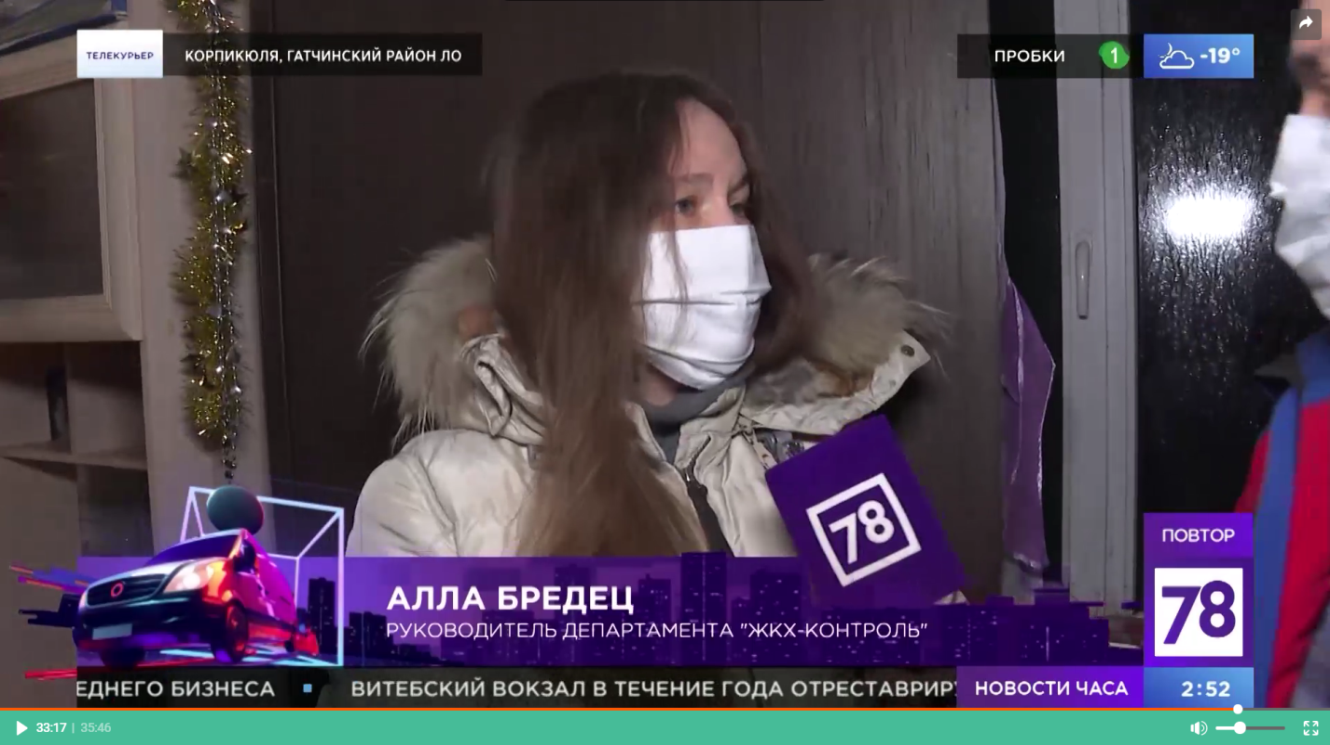 ТЕЛЕКУРЬЕР
КОРПИКЮЛЯ, ГАТЧИНСКИЙ РАЙОН ЛО
ПРОБКИ 1 -19°
78
ПОВТОР
78
АЛЛА БРЕДЕЦ
РУКОВОДИТЕЛЬ ДЕПАРТАМЕНТА "ЖКХ-КОНТРОЛЬ"
ЕДНЕГО БИЗНЕСА ▪ ВИТЕБСКИЙ ВОКЗАЛ В ТЕЧЕНИЕ ГОДА ОТРЕСТАВРИР
НОВОСТИ ЧАСА 2:52
33:17 | 35:46